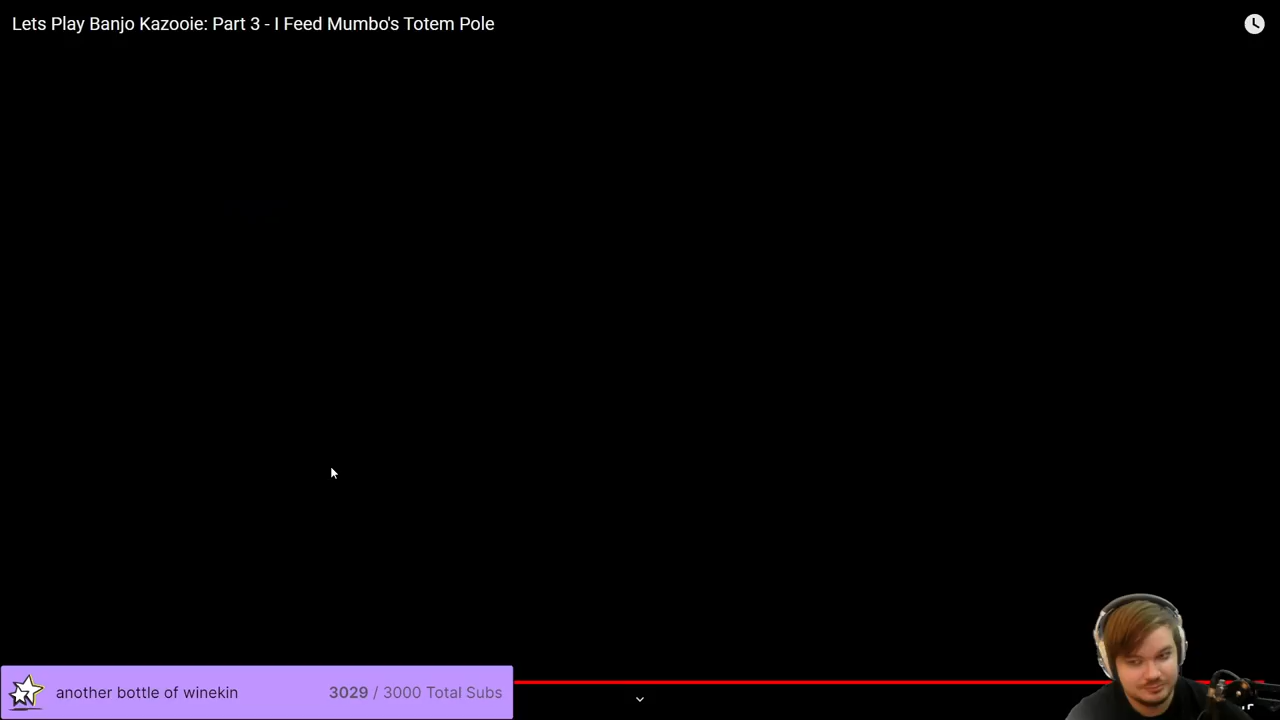 Lets Play Banjo Kazooie: Part 3 - I Feed Mumbo's Totem Pole
another bottle of winekin 3029 / 3000 Total Subs